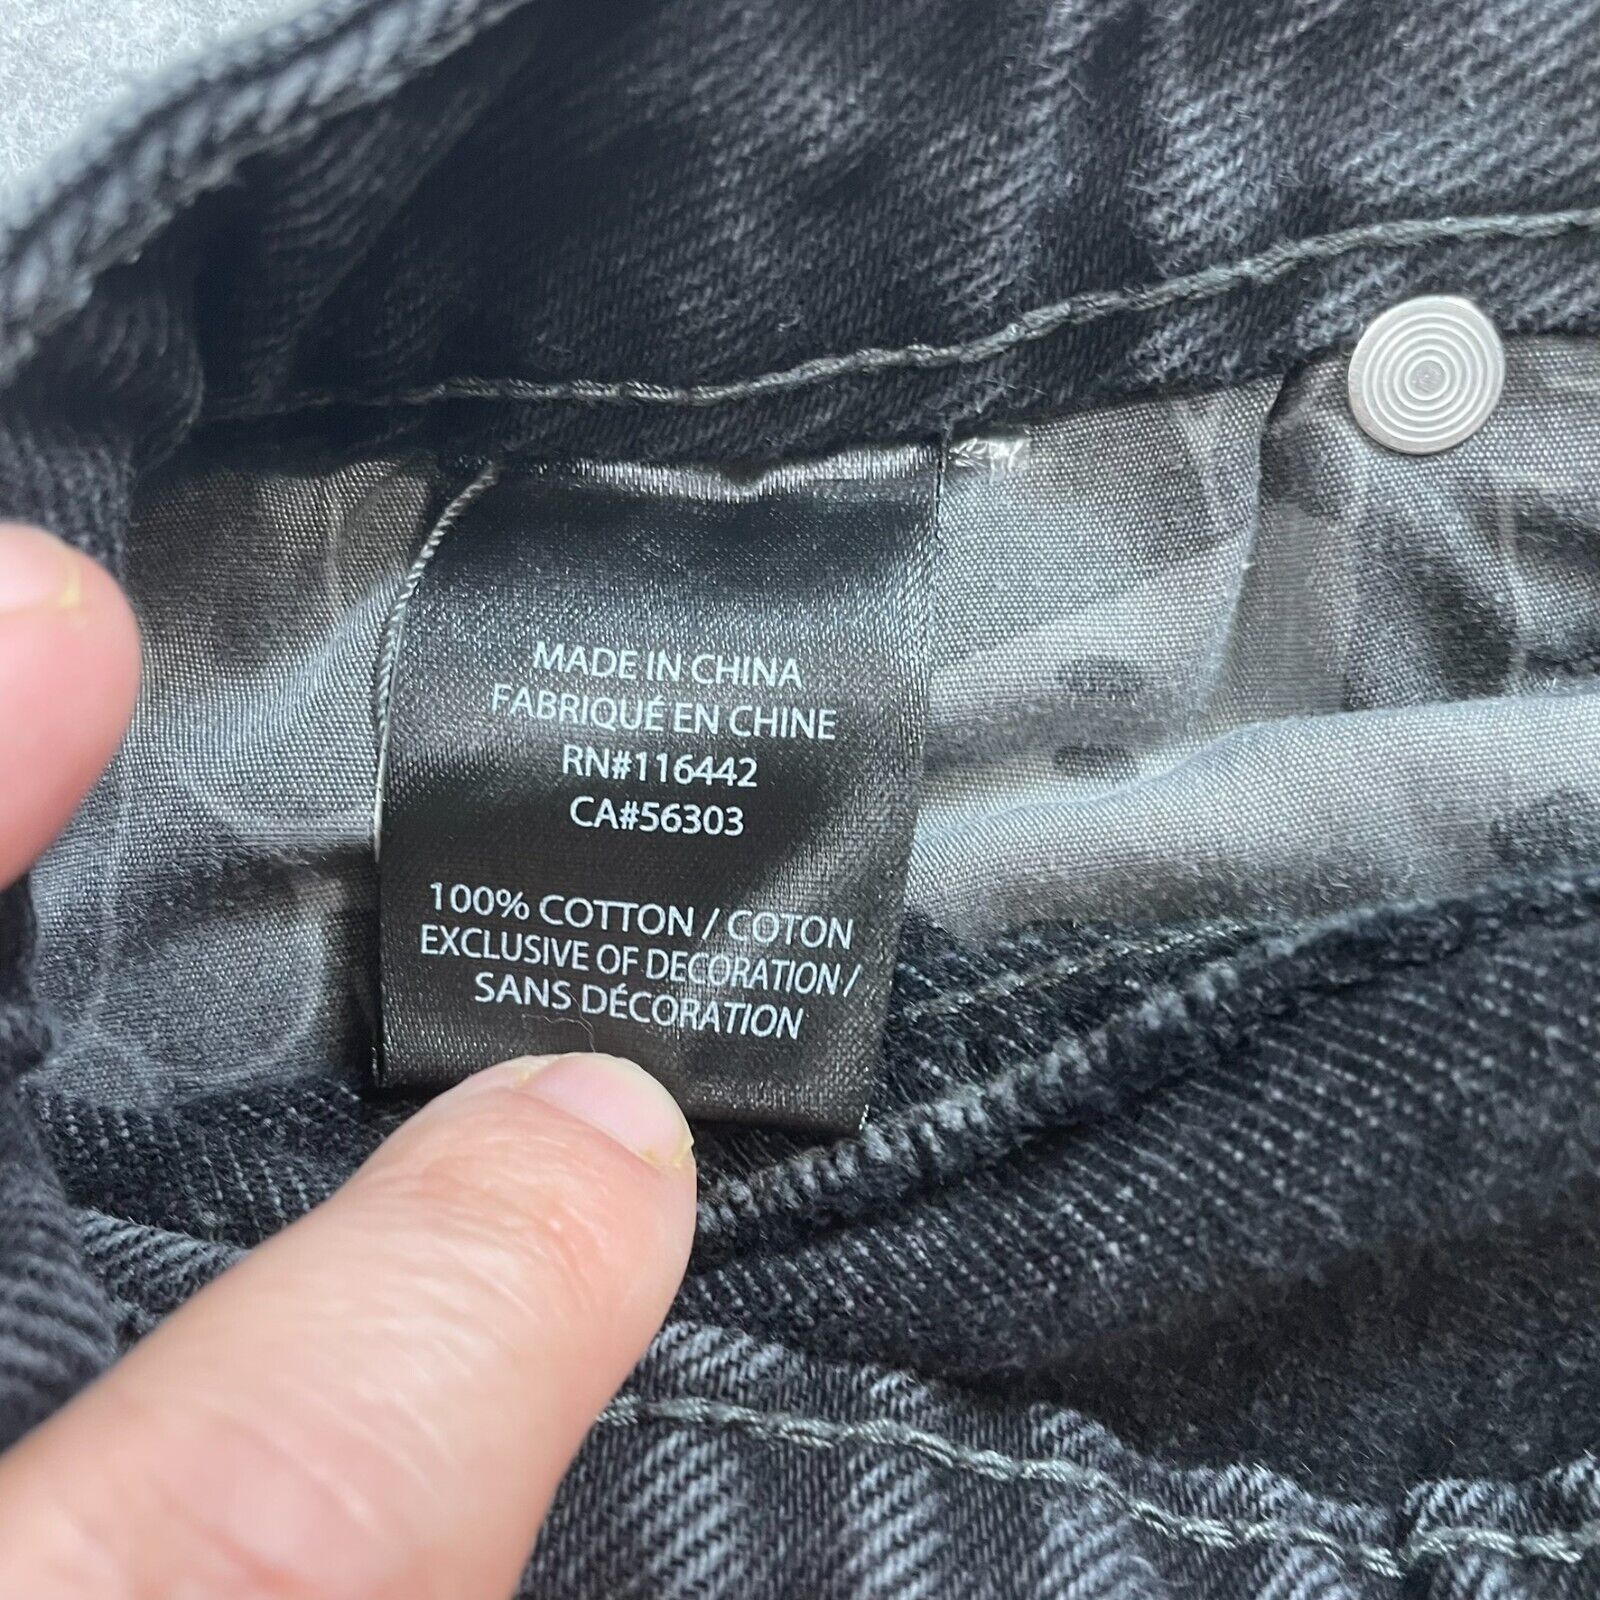 MADE IN CHINA
FABRIQUÉ EN CHINE
RN#116442
CA#56303
100% COTTON / COTON
EXCLUSIVE OF DECORATION /
SANS DÉCORATION